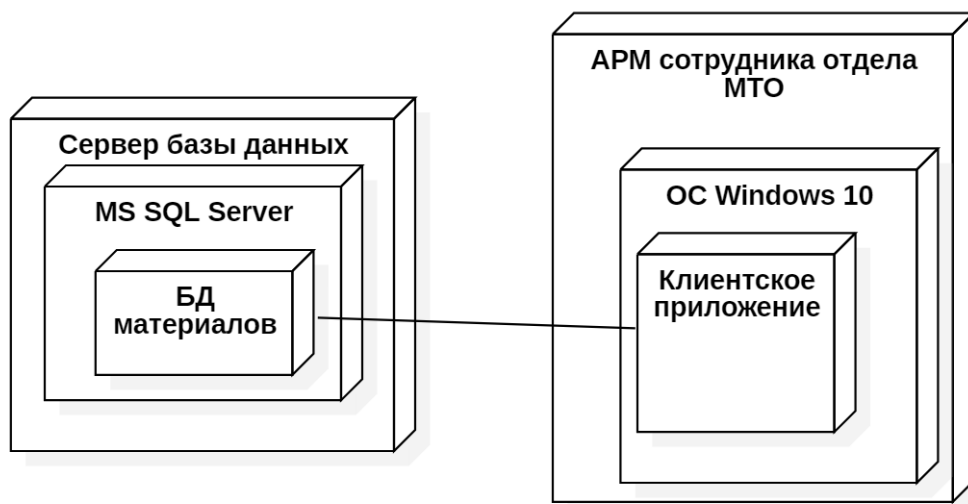 Сервер базы данных
MS SQL Server
БД
материалов
АРМ сотрудника отдела
МТО
ОС Windows 10
Клиентское
приложение